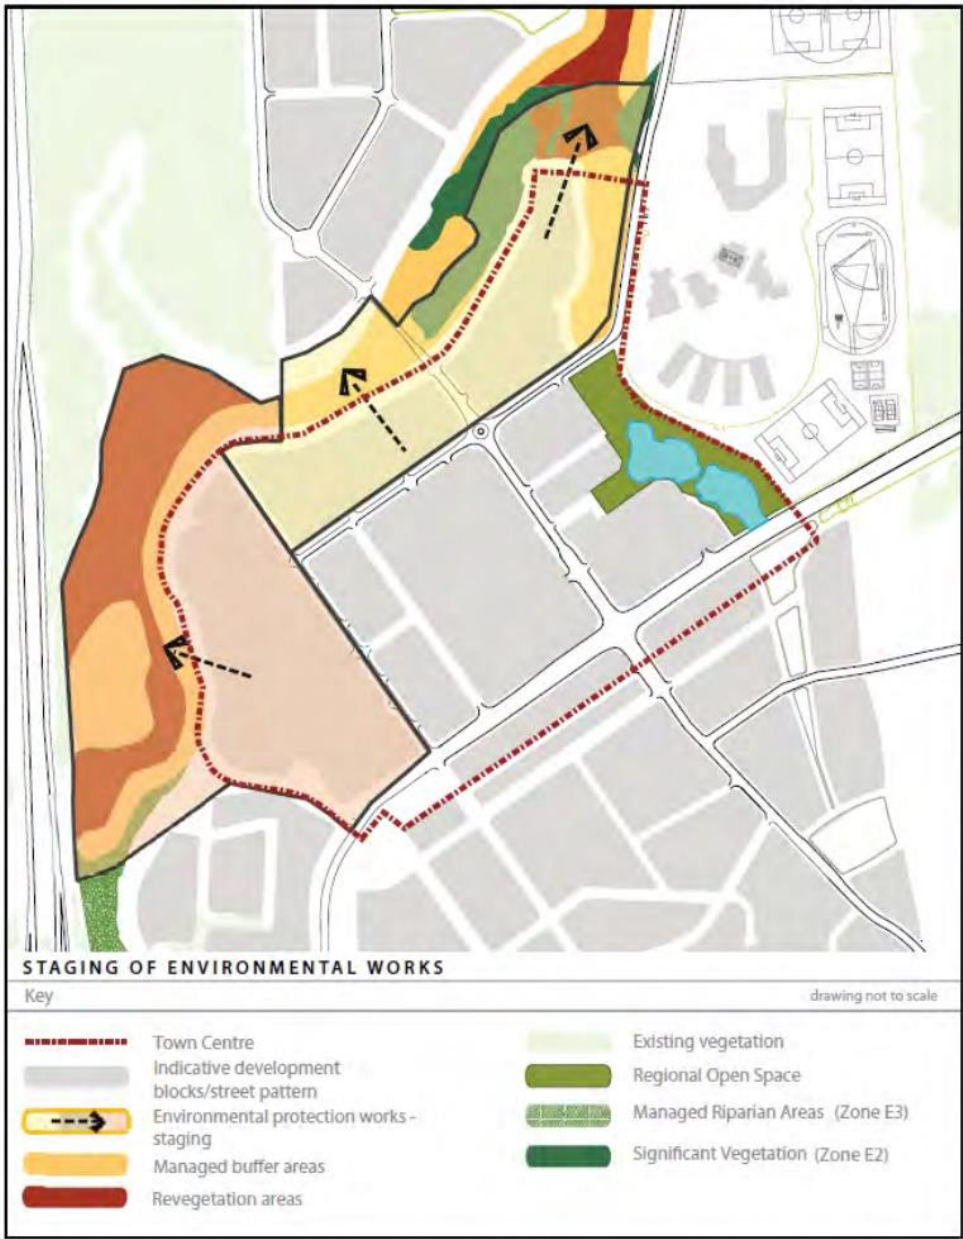 STAGING OF ENVIRONMENTAL WORKS
Key
drawing not to scale
Town Centre
Indicative development
blocks/street pattern
Environmental protection works -
staging
Managed buffer areas
Revegetation areas
Existing vegetation
Regional Open Space
Managed Riparian Areas (Zone E3)
Significant Vegetation (Zone E2)